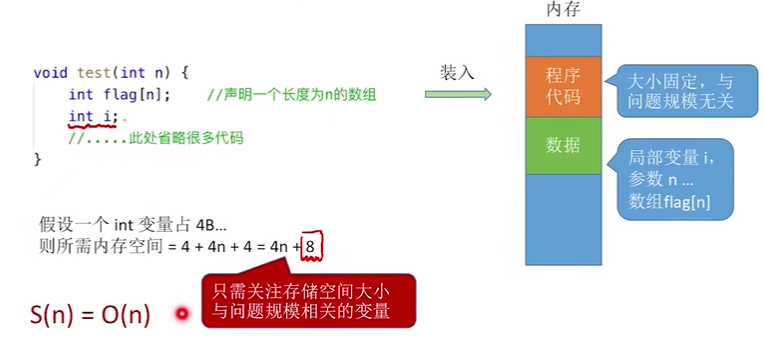 内存
void test(int n) {
int flag[n]; //声明一个长度为n的数组
int i;
//.....此处省略很多代码
}
装入
程序
代码
大小固定，与
问题规模无关
数据
局部变量 i，
参数 n ...
数组flag[n]
假设一个 int 变量占 4B...
则所需内存空间 = 4 + 4n + 4 = 4n + 8
只需关注存储空间大小
与问题规模相关的变量
S(n) = O(n)